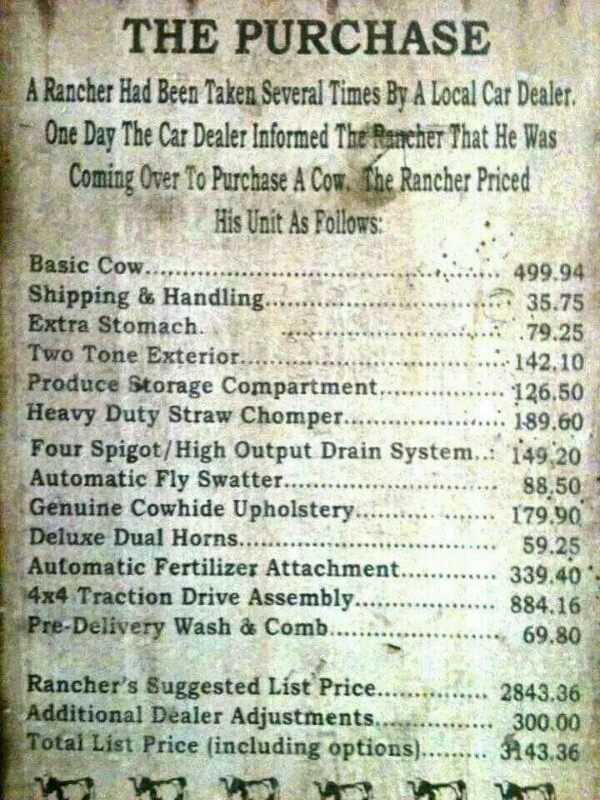 THE PURCHASE
A Rancher Had Been Taken Several Times By A Local Car Dealer.
One Day The Car Dealer Informed The Rancher That He Was
Coming Over To Purchase A Cow. The Rancher Priced
His Unit As Follows:
Basic Cow.................................................. 499.94
Shipping & Handling.................................. 35.75
Extra Stomach. .............................. 79.25
Two Tone Exterior..................................... 142.10
Produce Storage Compartment................. 126.50
Heavy Duty Straw Chomper...................... 189.60
Four Spigot/High Output Drain System..: 149.20
Automatic Fly Swatter.............................. 88.50
Genuine Cowhide Upholstery.................... 179.90
Deluxe Dual Horns.................................... 59.25
Automatic Fertilizer Attachment............. 339.40
4x4 Traction Drive Assembly.................... 884.16
Pre-Delivery Wash & Comb....................... 69.80
Rancher's Suggested List Price................ 2843.36
Additional Dealer Adjustments................. 300.00
Total List Price (including options)......... 3143.36